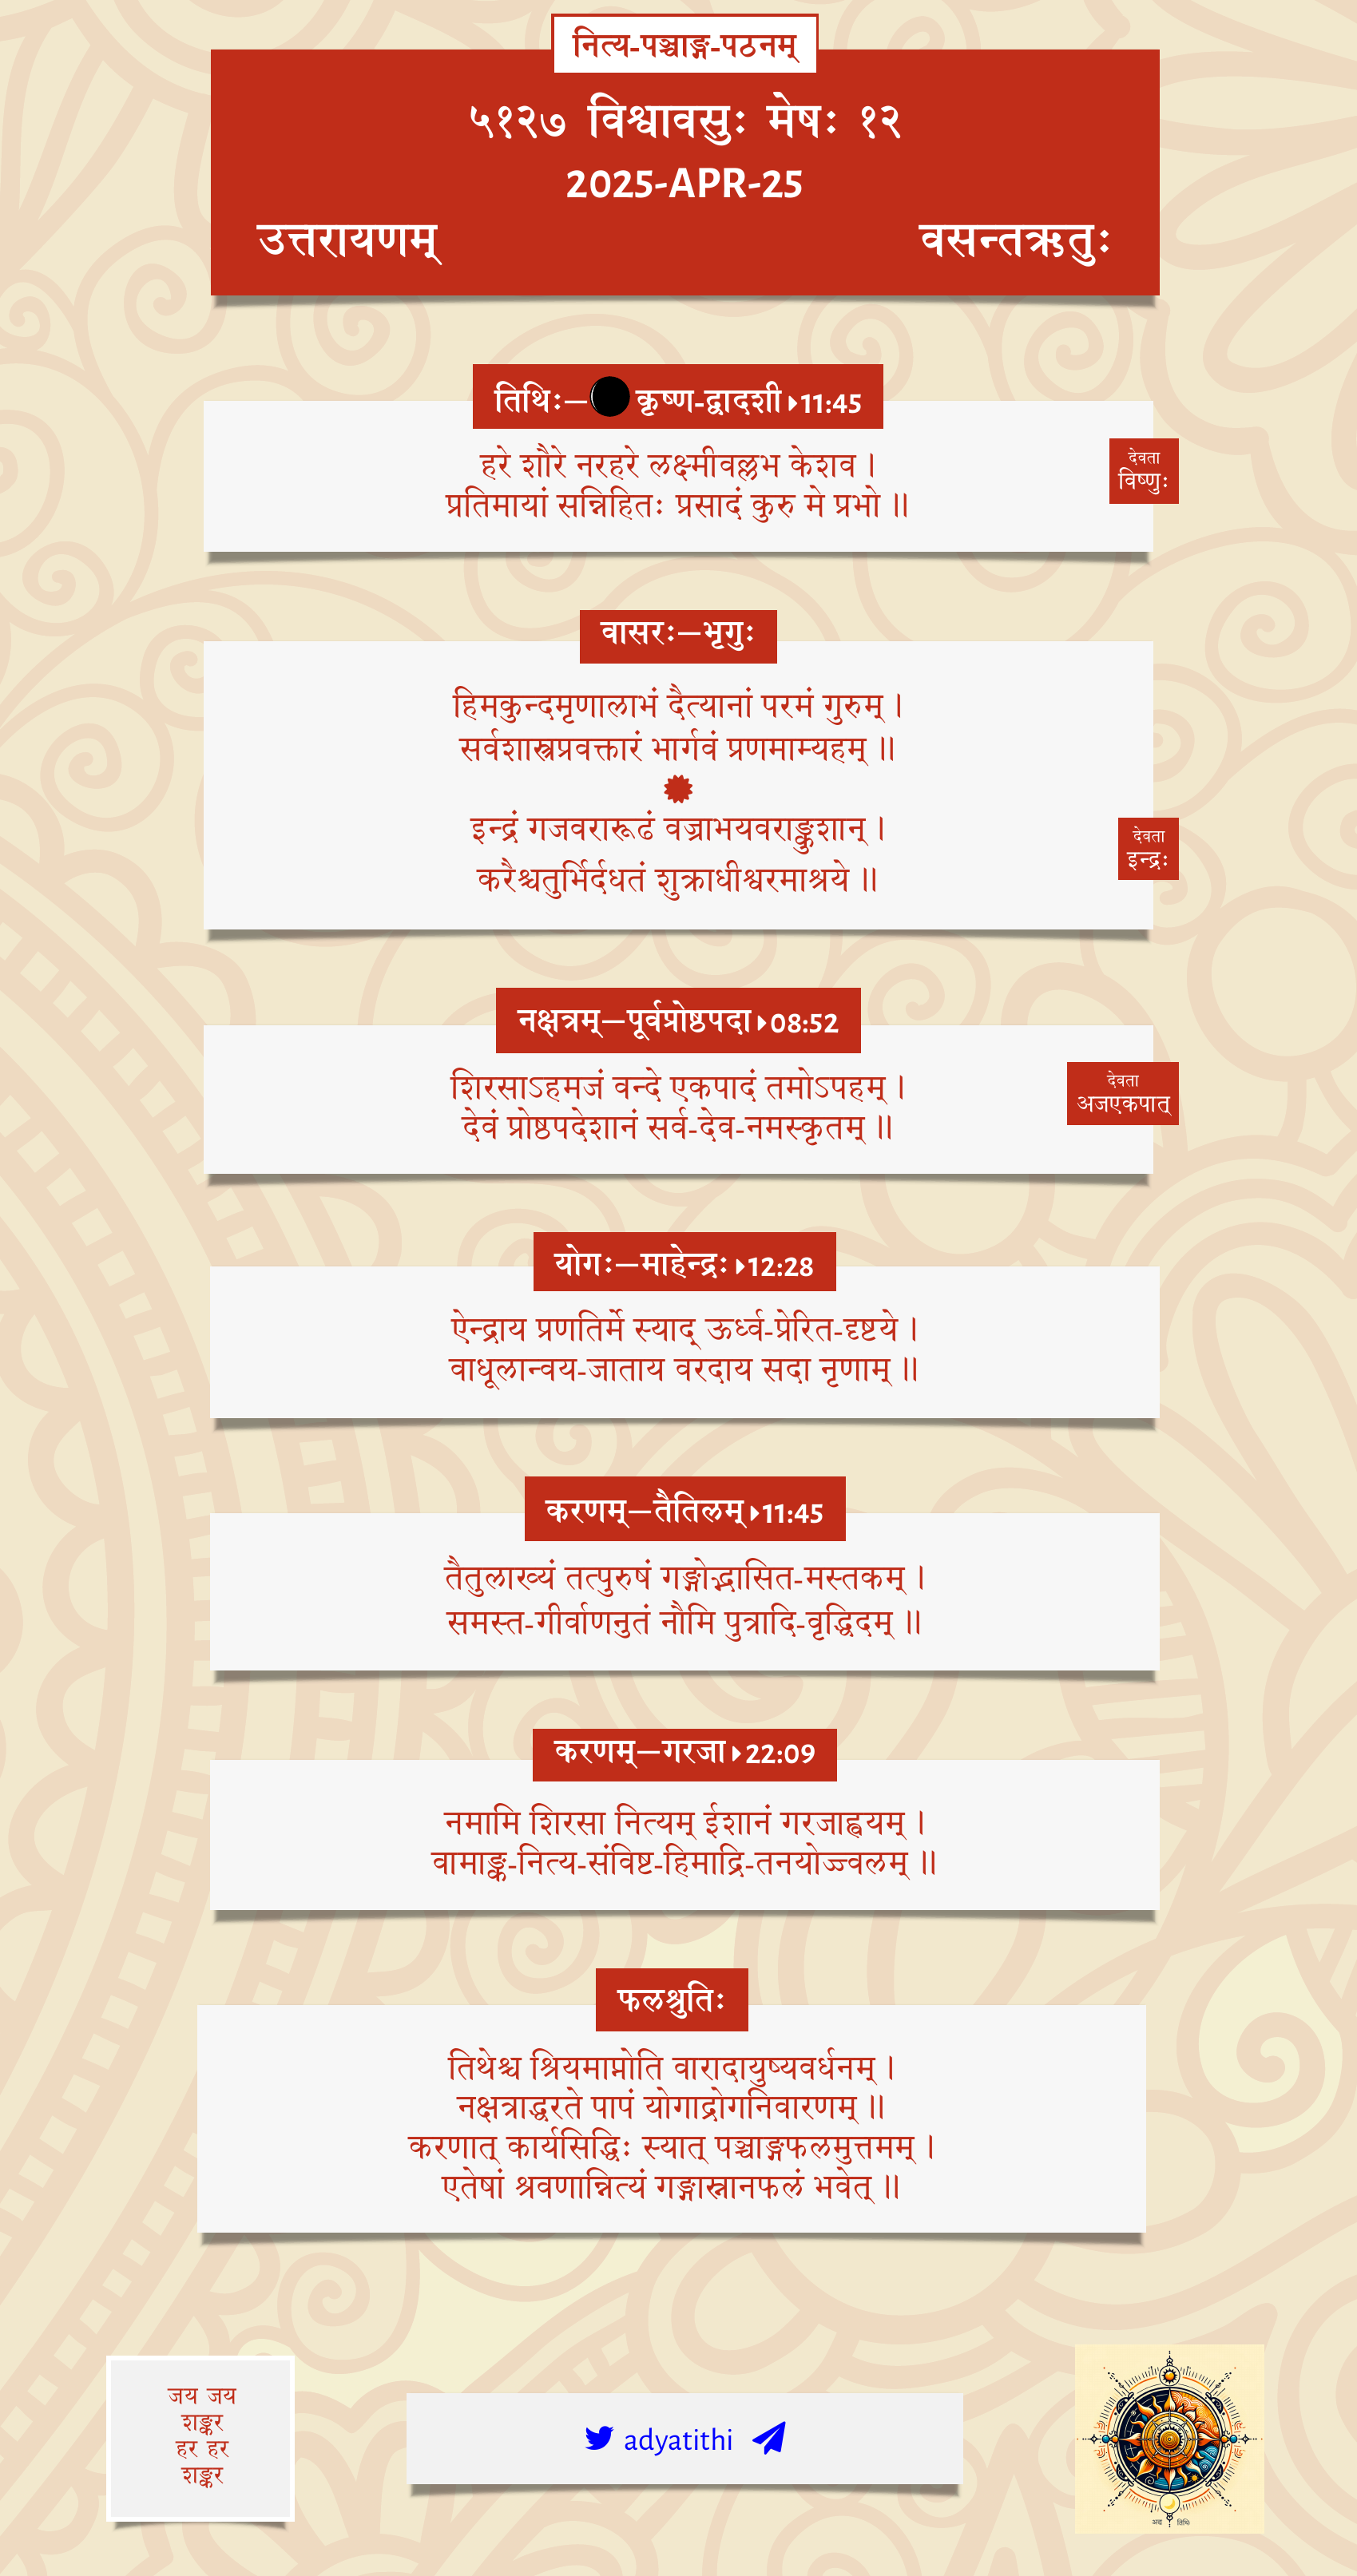 नित्य-पञ्चाङ्ग-पठनम्
५१२७ विश्वावसुः मेषः १२
2025-APR-25
उत्तरायणम्
वसन्तऋतुः
तिथिः— कृष्ण-द्वादशी 11:45
हरे शौरे नरहरे लक्ष्मीवल्लभ केशव ।
प्रतिमायां सन्निहितः प्रसादं कुरु मे प्रभो ॥
देवता
विष्णुः
वासरः—भृगुः
हिमकुन्दमृणालाभं दैत्यानां परमं गुरुम् ।
सर्वशास्त्रप्रवक्तारं भार्गवं प्रणमाम्यहम् ॥
इन्द्रं गजवरारूढं वज्राभयवराङ्कुशान् ।
करैश्चतुर्भिर्दधतं शुक्राधीश्वरमाश्रये ॥
देवता
इन्द्रः
नक्षत्रम्—पूर्वप्रोष्ठपदा 08:52
शिरसाऽहमजं वन्दे एकपादं तमोऽपहम् ।
देवं प्रोष्ठपदेशानं सर्व-देव-नमस्कृतम् ॥
देवता
अजएकपात्
योगः—माहेन्द्रः 12:28
ऐन्द्राय प्रणतिर्मे स्याद् ऊर्ध्व-प्रेरित-दृष्टये ।
वाधूलान्वय-जाताय वरदाय सदा नृणाम् ॥
करणम्—तैतिलम् 11:45
तैतुलाख्यं तत्पुरुषं गङ्गोद्भासित-मस्तकम् ।
समस्त-गीर्वाणनुतं नौमि पुत्रादि-वृद्धिदम् ॥
करणम्—गरजा 22:09
नमामि शिरसा नित्यम् ईशानं गरजाह्वयम् ।
वामाङ्क-नित्य-संविष्ट-हिमाद्रि-तनयोज्ज्वलम् ॥
फलश्रुतिः
तिथेश्च श्रियमाप्नोति वारादायुष्यवर्धनम् ।
नक्षत्राद्धरते पापं योगाद्रोगनिवारणम् ॥
करणात् कार्यसिद्धिः स्यात् पञ्चाङ्गफलमुत्तमम् ।
एतेषां श्रवणान्नित्यं गङ्गास्नानफलं भवेत् ॥
जय जय
शङ्कर
हर हर
शङ्कर
adyatithi
अद्य तिथि